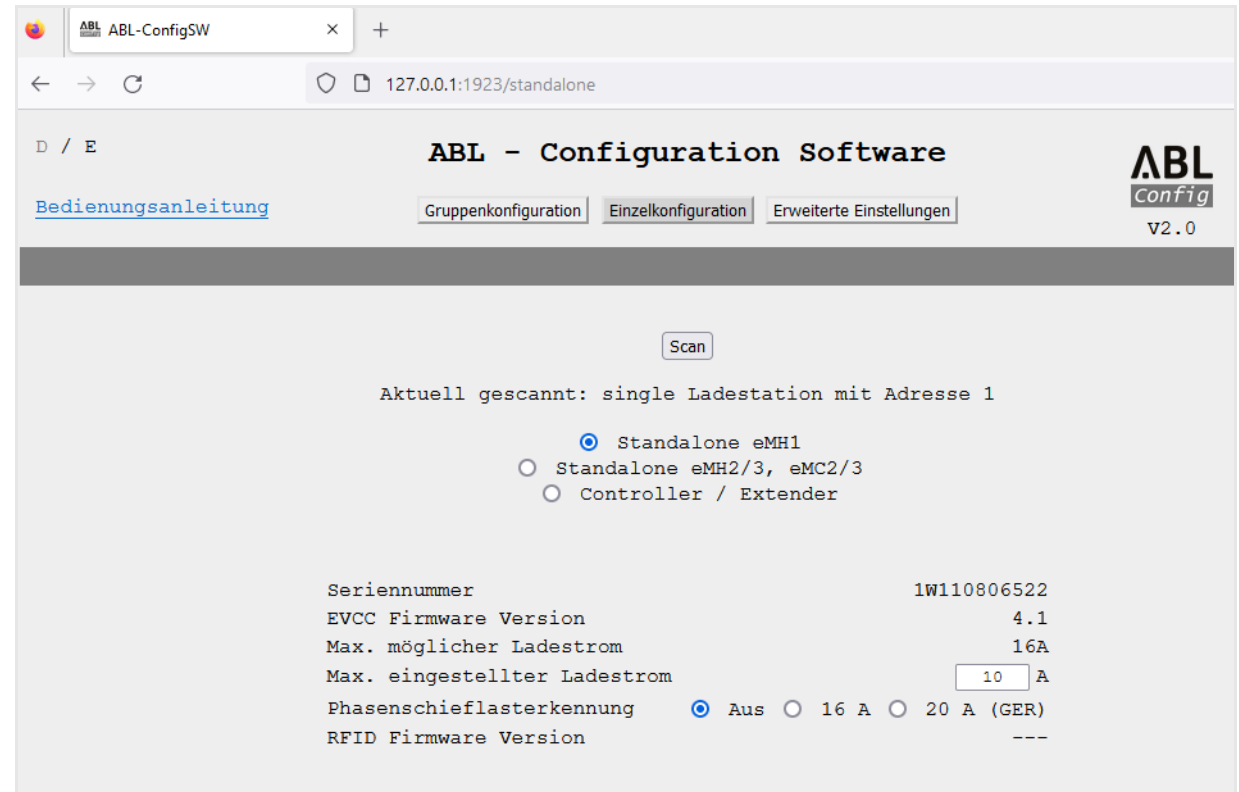 ABL ABL-ConfigSW
127.0.0.1:1923/standalone
D / E
ABL - Configuration Software
ABL
Config
V2.0
Bedienungsanleitung
Gruppenkonfiguration Einzelkonfiguration Erweiterte Einstellungen
Scan
Aktuell gescannt: single Ladestation mit Adresse 1
Standalone eMH1
Standalone eMH2/3, eMC2/3
Controller / Extender
Seriennummer 1W110806522
EVCC Firmware Version 4.1
Max. möglicher Ladestrom 16A
Max. eingestellter Ladestrom 10 A
Phasenschieflasterkennung Aus 16 A 20 A (GER)
RFID Firmware Version ---